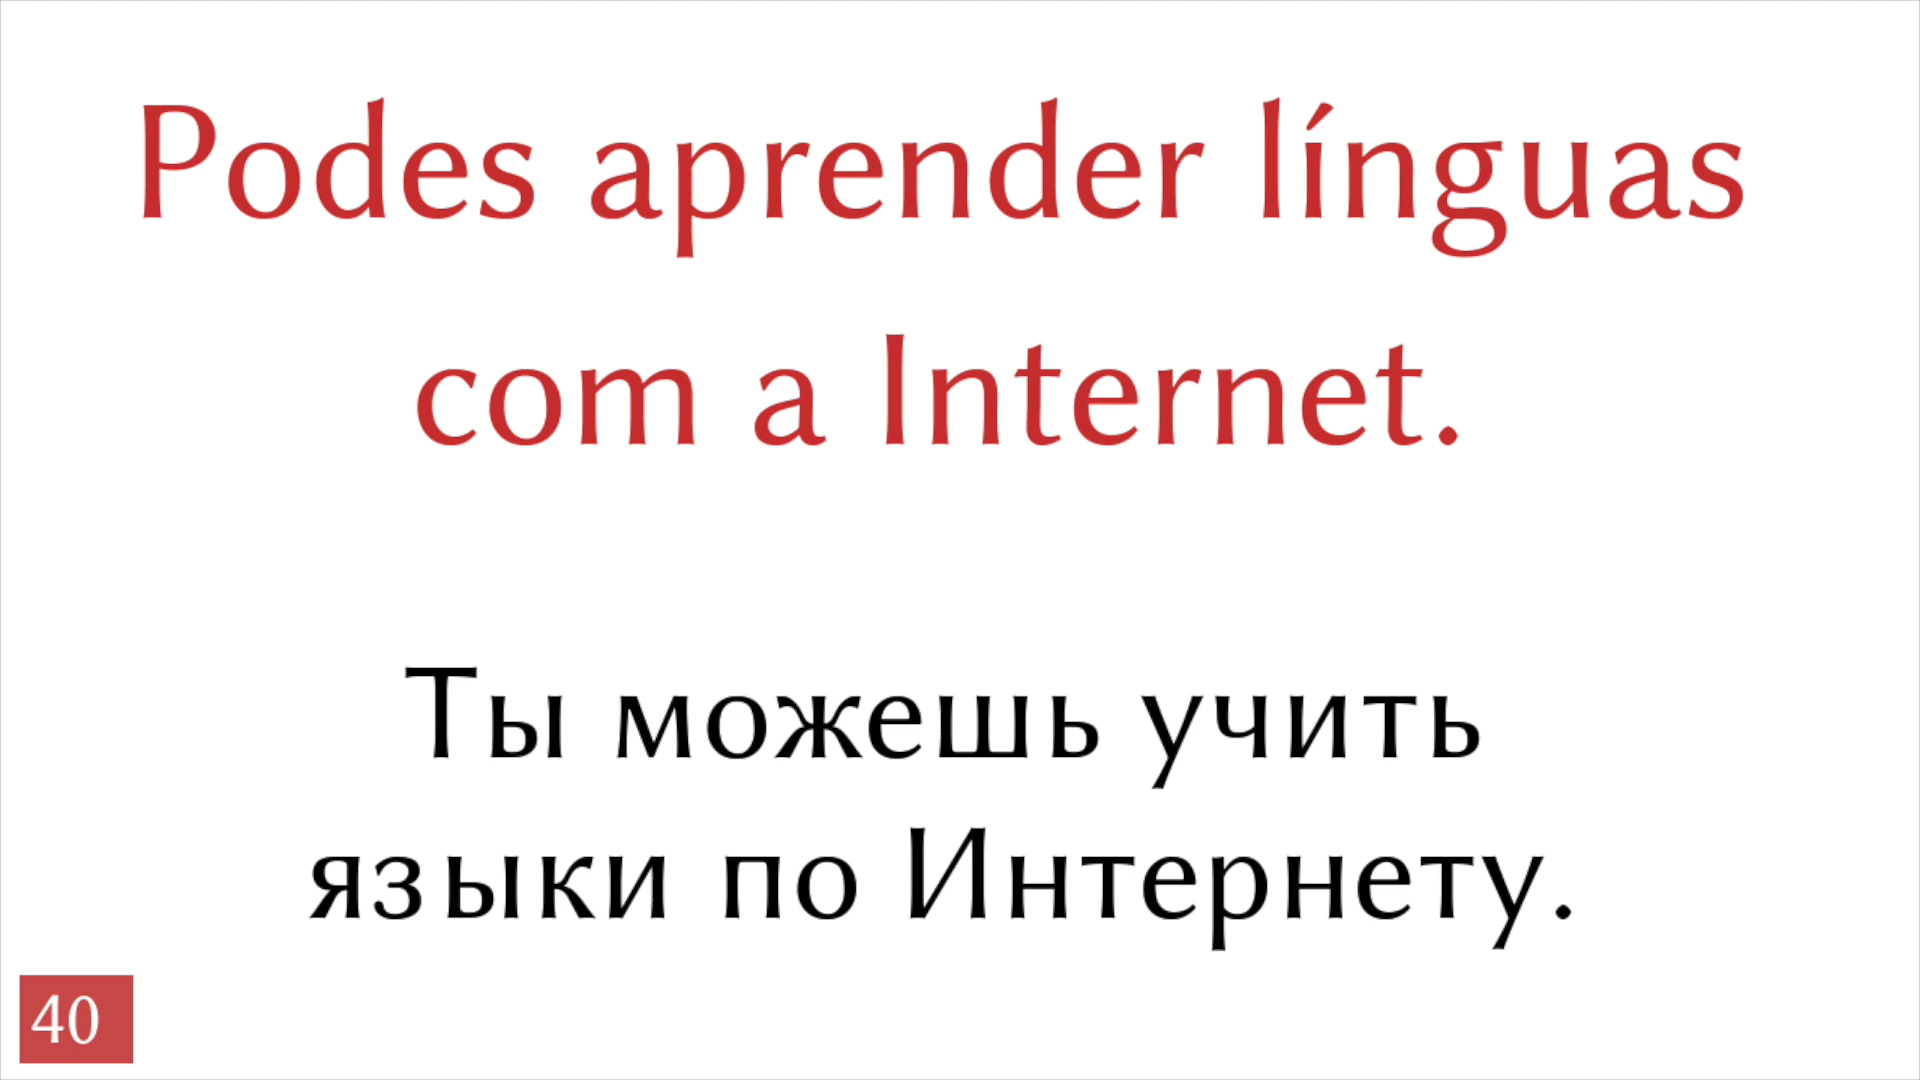 Podes aprender línguas
com a Internet.
Ты можешь учить
языки по Интернету.
40